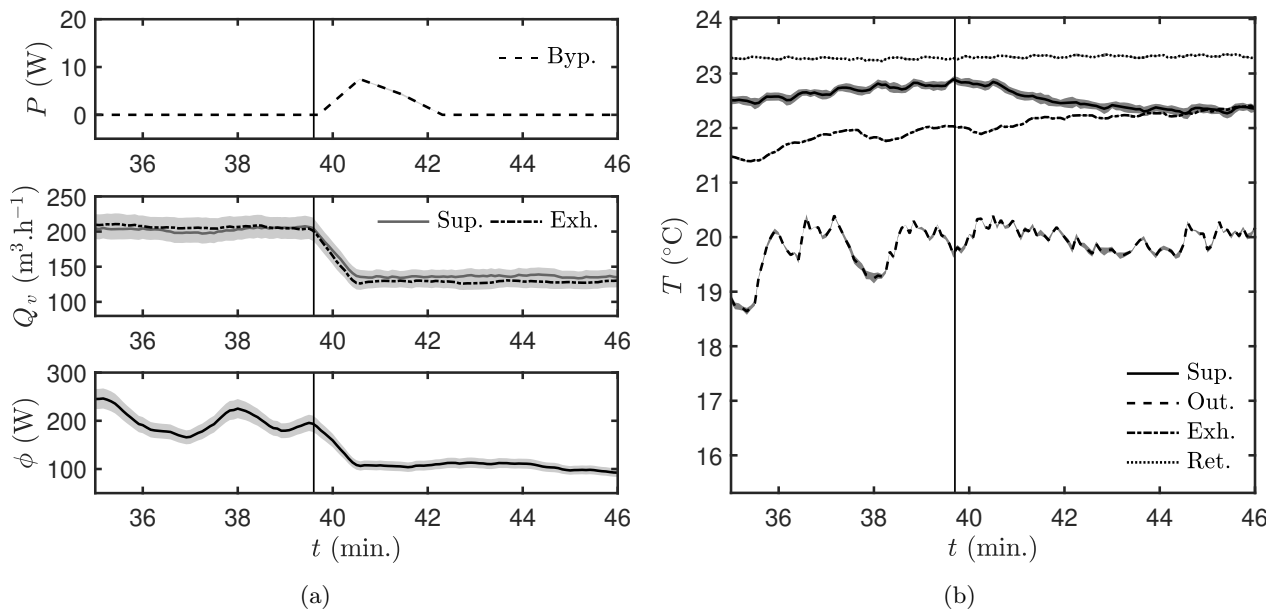 20
10
0
P (W)
Byp.
36 38 40 42 44 46
250
200
150
100
Q_v (m³.h⁻¹)
Sup. Exh.
36 38 40 42 44 46
300
200
100
ϕ (W)
36 38 40 42 44 46
t (min.)
(a)
24
23
22
21
20
19
18
17
16
T (°C)
Sup.
Out.
Exh.
Ret.
36 38 40 42 44 46
t (min.)
(b)